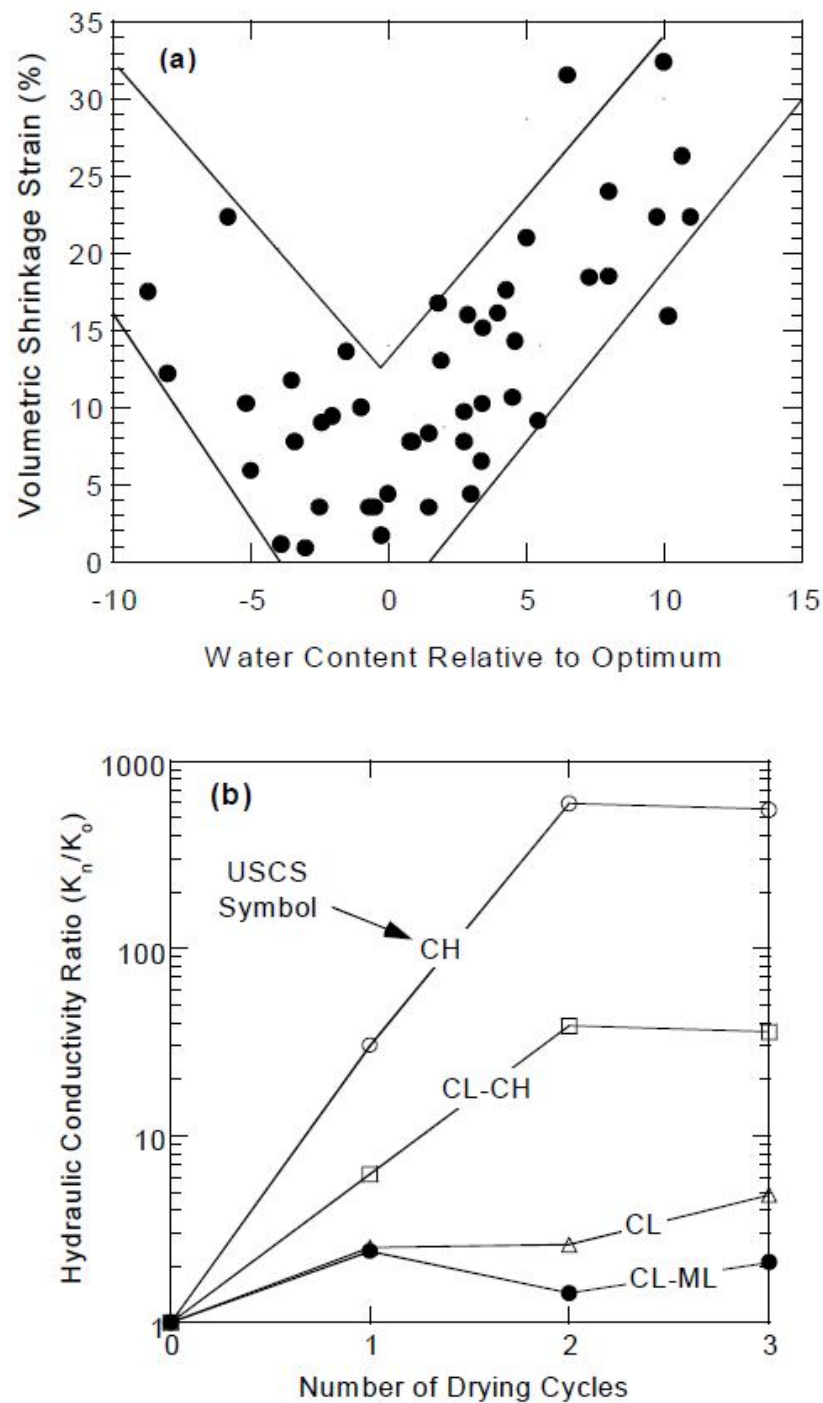 (a)
Volumetric Shrinkage Strain (%)
35
30
25
20
15
10
5
0
-10 -5 0 5 10 15
Water Content Relative to Optimum
(b)
Hydraulic Conductivity Ratio (Kn/Ko)
1000
100
10
1
USCS
Symbol
CH
CL-CH
CL
CL-ML
0 1 2 3
Number of Drying Cycles